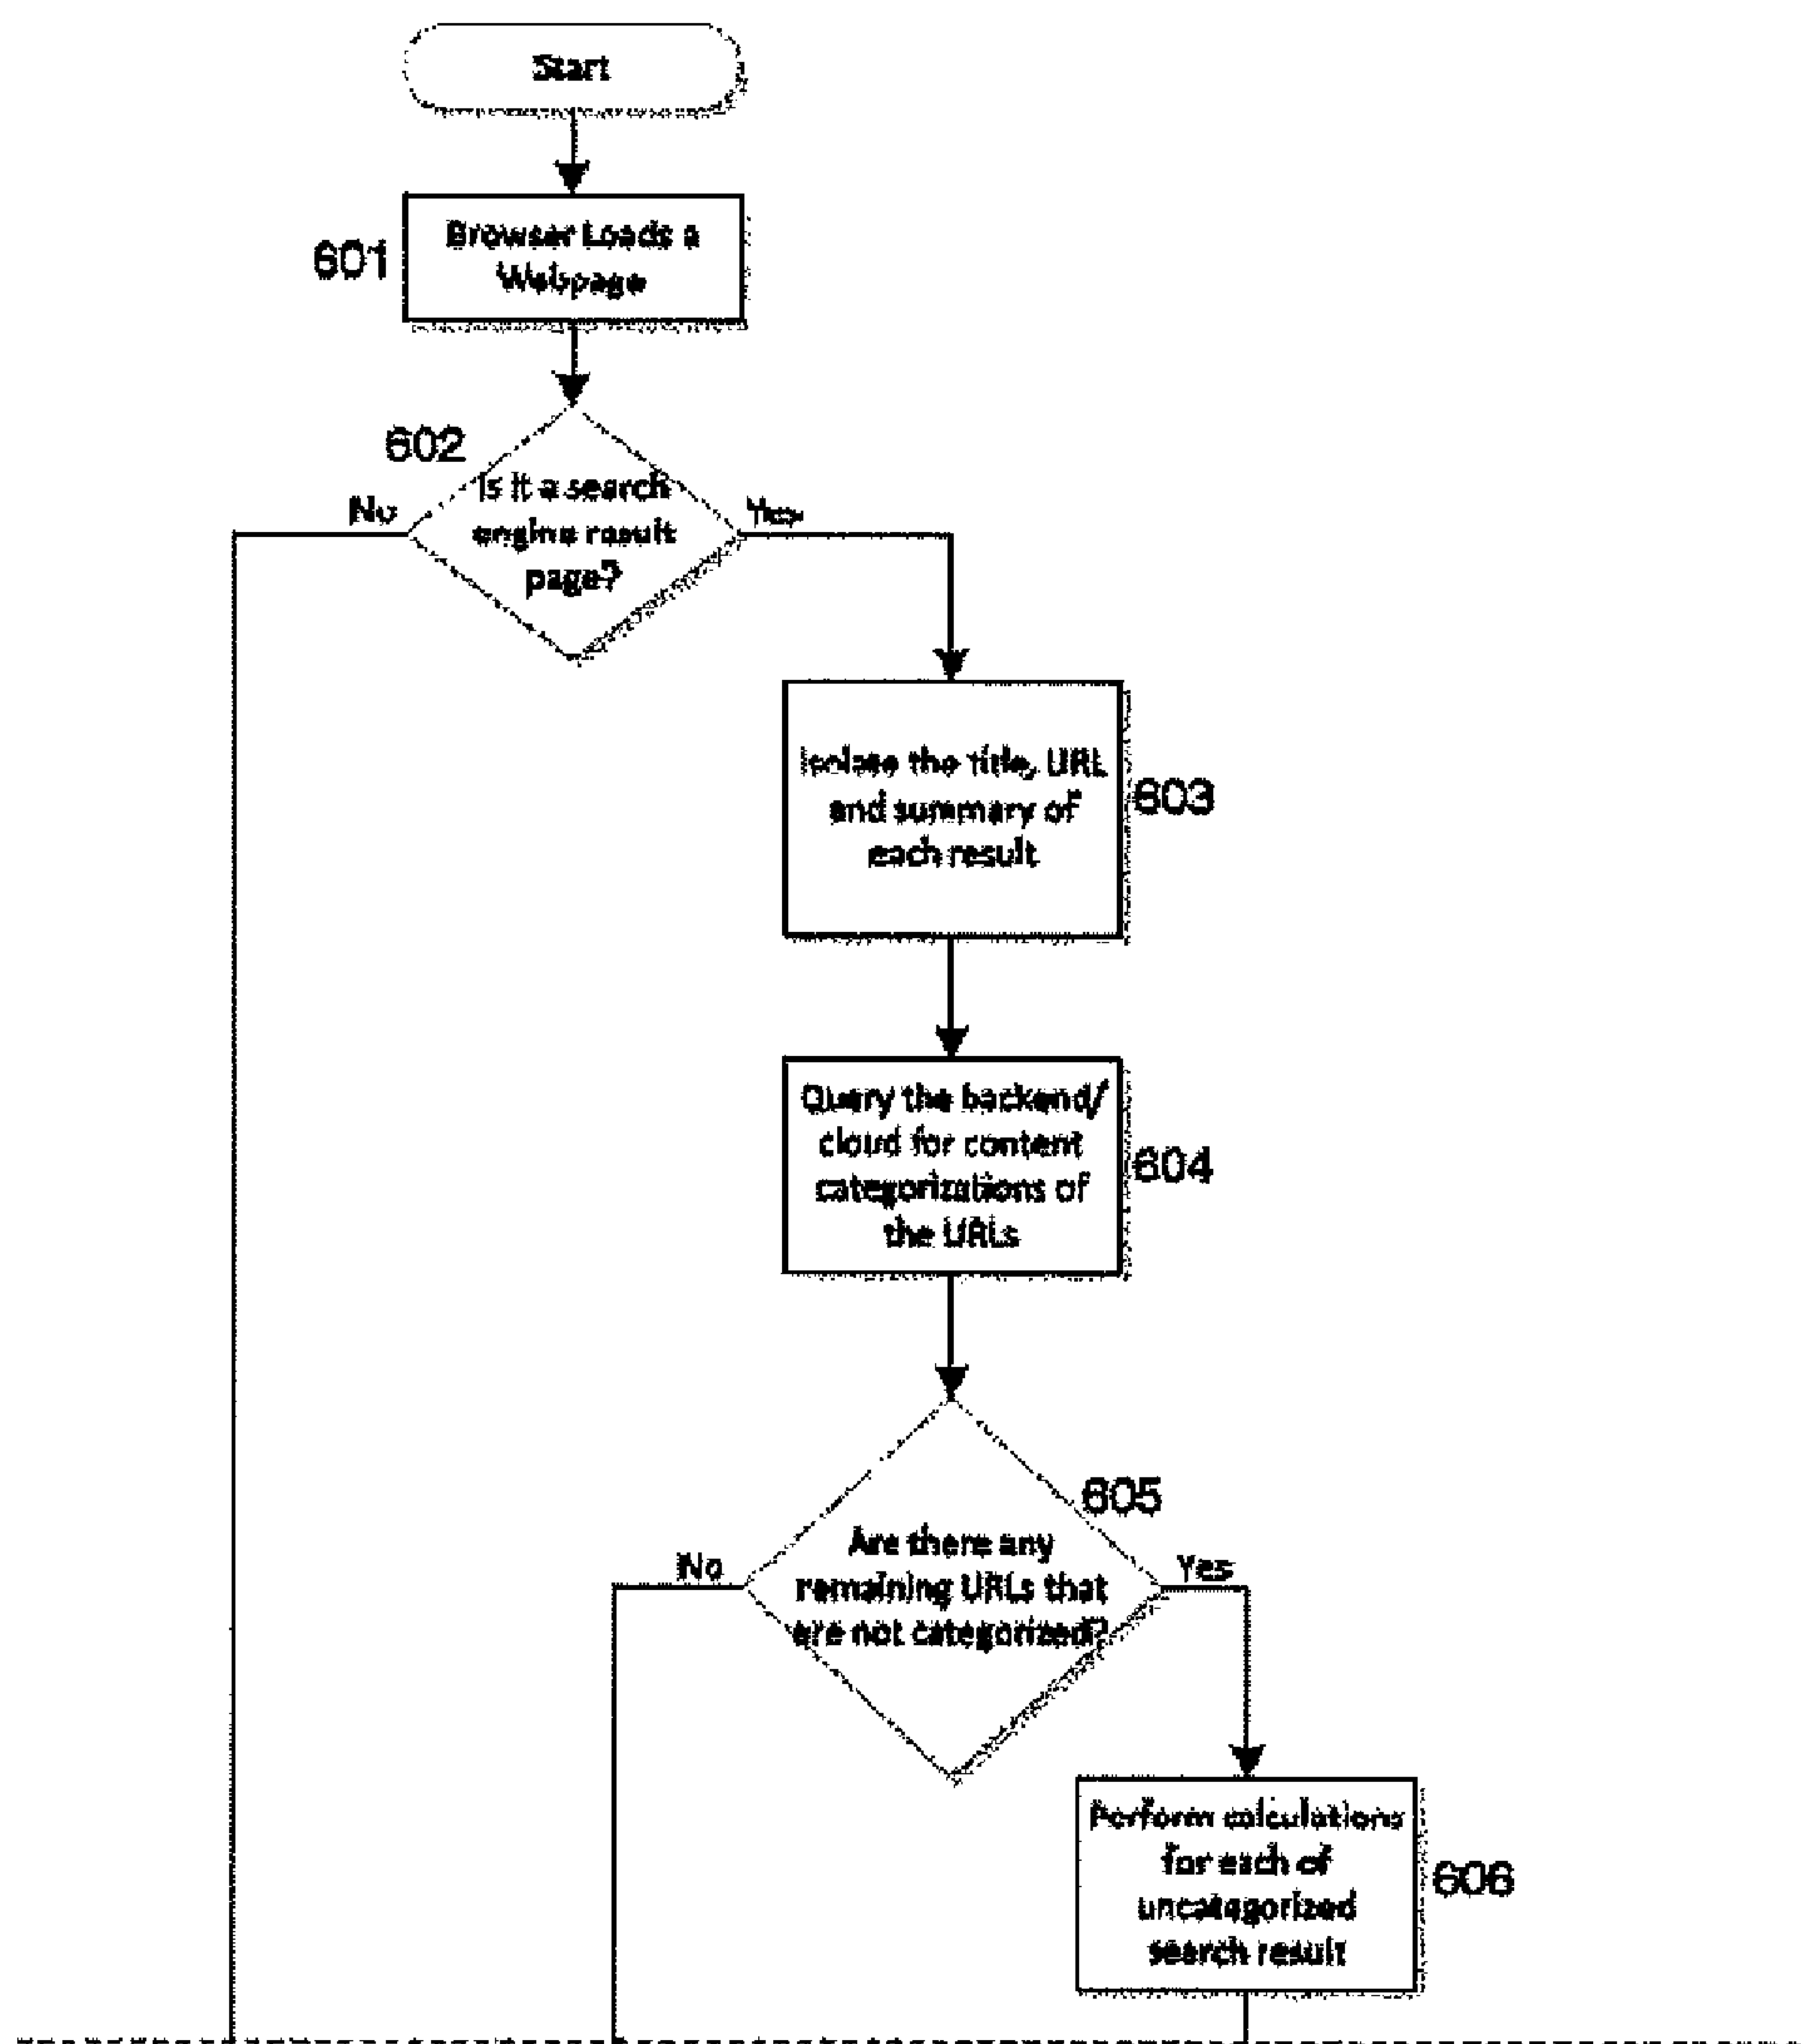 Start
601
Browser Loads a
Webpage
602
Is it a search
engine result
page?
No
Yes
Isolate the title, URL
and summary of
each result
603
Query the backend/
cloud for content
categorizations of
the URLs
604
605
Are there any
remaining URLs that
are not categorized?
No
Yes
Perform calculations
for each of
uncategorized
search result
606